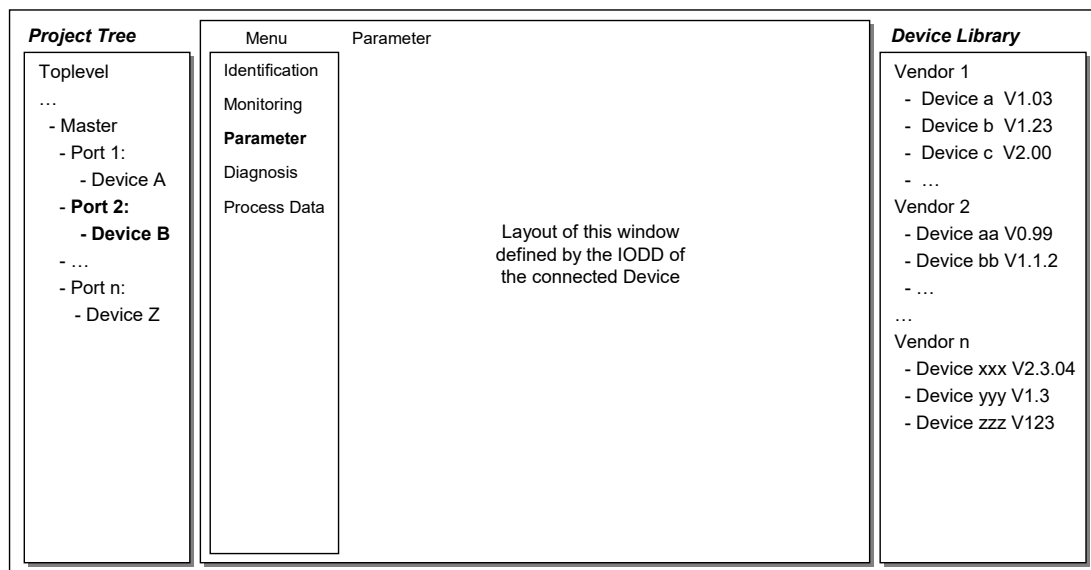 Project Tree
Toplevel
…
- Master
- Port 1:
- Device A
- Port 2:
- Device B
- …
- Port n:
- Device Z
Menu
Identification
Monitoring
Parameter
Diagnosis
Process Data
Parameter
Layout of this window
defined by the IODD of
the connected Device
Device Library
Vendor 1
- Device a V1.03
- Device b V1.23
- Device c V2.00
- …
Vendor 2
- Device aa V0.99
- Device bb V1.1.2
- …
…
Vendor n
- Device xxx V2.3.04
- Device yyy V1.3
- Device zzz V123